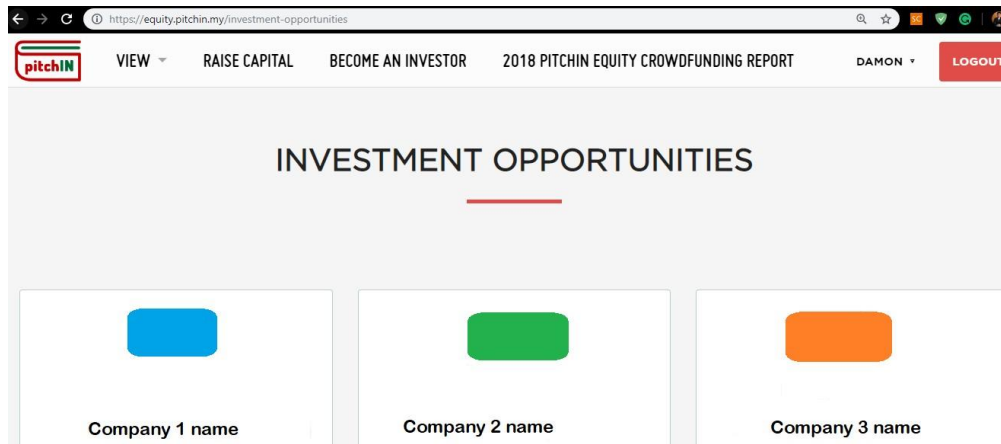 https://equity.pitchin.my/investment-opportunities
SC
pitchIN VIEW RAISE CAPITAL BECOME AN INVESTOR 2018 PITCHIN EQUITY CROWDFUNDING REPORT DAMON LOGOUT
INVESTMENT OPPORTUNITIES
Company 1 name Company 2 name Company 3 name